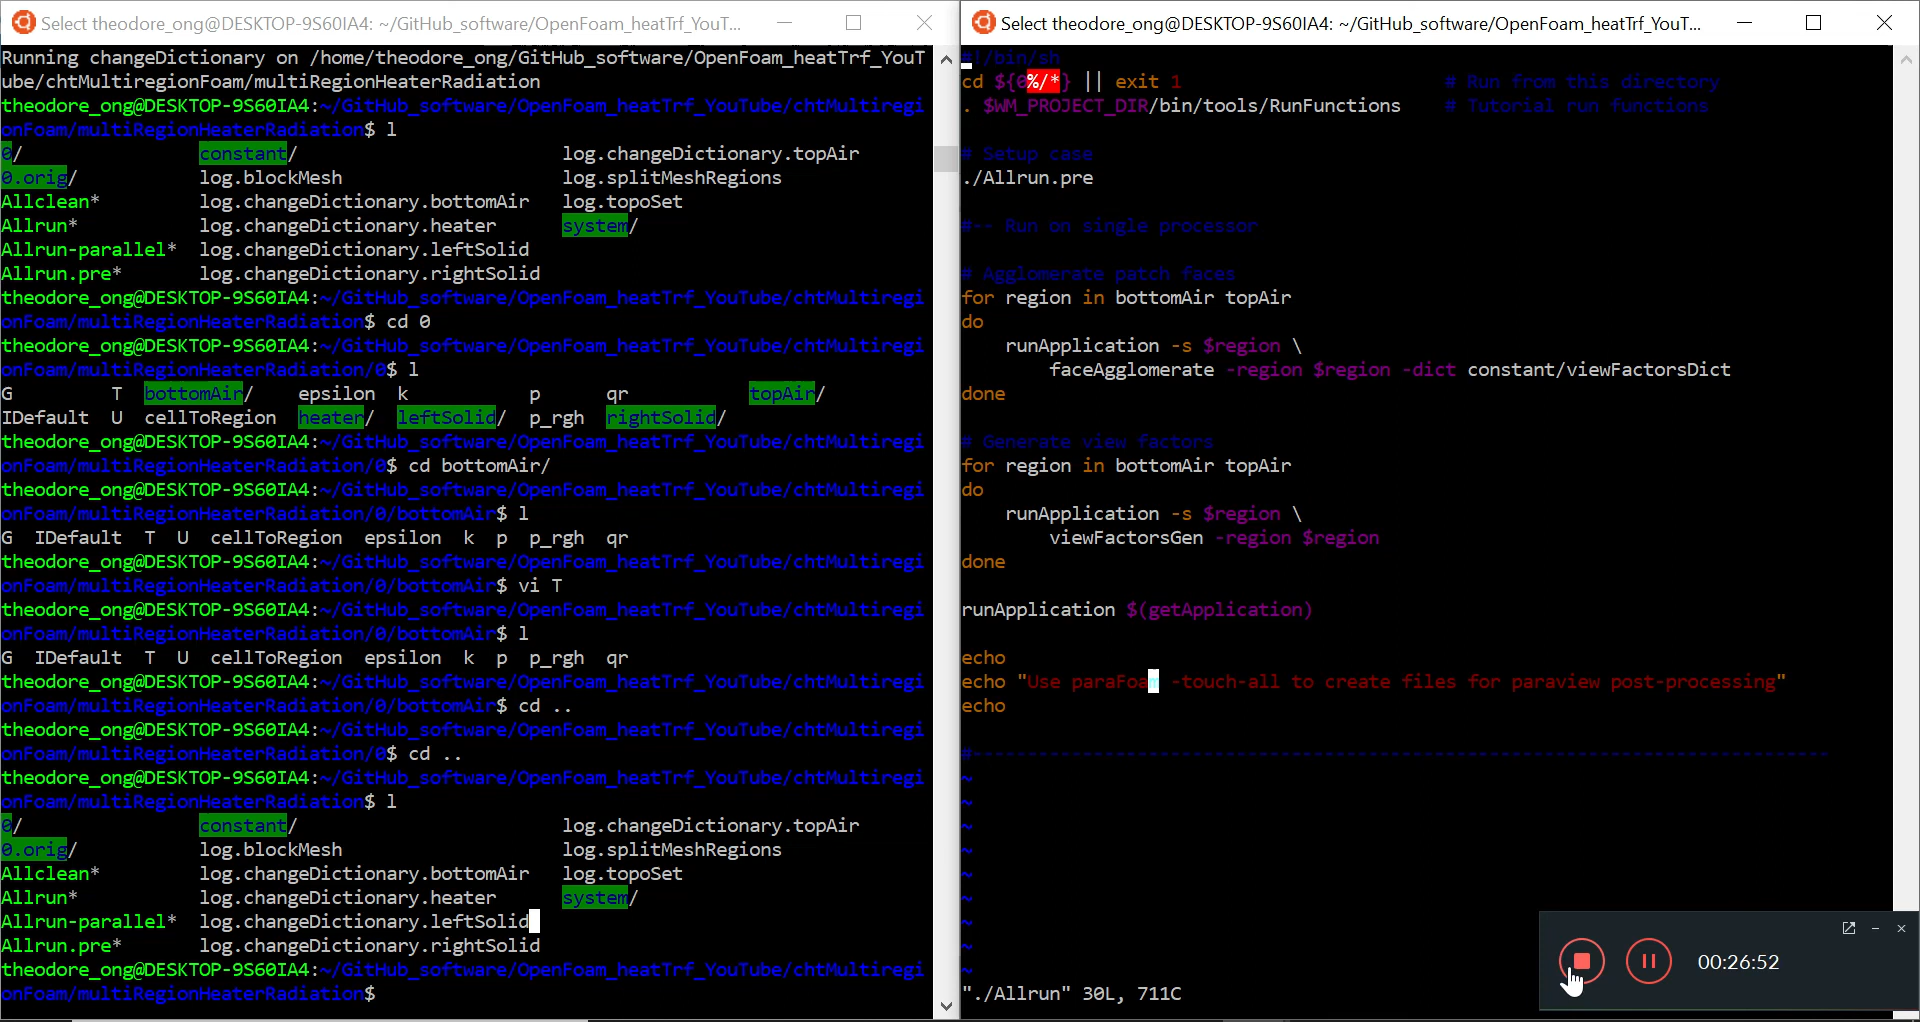 Select theodore_ong@DESKTOP-9S60IA4: ~/GitHub_software/OpenFoam_heatTrf_YouT...
Running changeDictionary on /home/theodore_ong/GitHub_software/OpenFoam_heatTrf_YouT
ube/chtMultiregionFoam/multiRegionHeaterRadiation
theodore_ong@DESKTOP-9S60IA4:~/GitHub_software/OpenFoam_heatTrf_YouTube/chtMultiregi
onFoam/multiRegionHeaterRadiation$ l
0/ constant/ log.changeDictionary.topAir
0.orig/ log.blockMesh log.splitMeshRegions
Allclean* log.changeDictionary.bottomAir log.topoSet
Allrun* log.changeDictionary.heater system/
Allrun-parallel* log.changeDictionary.leftSolid
Allrun.pre* log.changeDictionary.rightSolid
theodore_ong@DESKTOP-9S60IA4:~/GitHub_software/OpenFoam_heatTrf_YouTube/chtMultiregi
onFoam/multiRegionHeaterRadiation$ cd 0
theodore_ong@DESKTOP-9S60IA4:~/GitHub_software/OpenFoam_heatTrf_YouTube/chtMultiregi
onFoam/multiRegionHeaterRadiation/0$ l
G T bottomAir/ epsilon k p qr topAir/
IDefault U cellToRegion heater/ leftSolid/ p_rgh rightSolid/
theodore_ong@DESKTOP-9S60IA4:~/GitHub_software/OpenFoam_heatTrf_YouTube/chtMultiregi
onFoam/multiRegionHeaterRadiation/0$ cd bottomAir/
theodore_ong@DESKTOP-9S60IA4:~/GitHub_software/OpenFoam_heatTrf_YouTube/chtMultiregi
onFoam/multiRegionHeaterRadiation/0/bottomAir$ l
G IDefault T U cellToRegion epsilon k p p_rgh qr
theodore_ong@DESKTOP-9S60IA4:~/GitHub_software/OpenFoam_heatTrf_YouTube/chtMultiregi
onFoam/multiRegionHeaterRadiation/0/bottomAir$ vi T
theodore_ong@DESKTOP-9S60IA4:~/GitHub_software/OpenFoam_heatTrf_YouTube/chtMultiregi
onFoam/multiRegionHeaterRadiation/0/bottomAir$ l
G IDefault T U cellToRegion epsilon k p p_rgh qr
theodore_ong@DESKTOP-9S60IA4:~/GitHub_software/OpenFoam_heatTrf_YouTube/chtMultiregi
onFoam/multiRegionHeaterRadiation/0/bottomAir$ cd ..
theodore_ong@DESKTOP-9S60IA4:~/GitHub_software/OpenFoam_heatTrf_YouTube/chtMultiregi
onFoam/multiRegionHeaterRadiation/0$ cd ..
theodore_ong@DESKTOP-9S60IA4:~/GitHub_software/OpenFoam_heatTrf_YouTube/chtMultiregi
onFoam/multiRegionHeaterRadiation$ l
0/ constant/ log.changeDictionary.topAir
0.orig/ log.blockMesh log.splitMeshRegions
Allclean* log.changeDictionary.bottomAir log.topoSet
Allrun* log.changeDictionary.heater system/
Allrun-parallel* log.changeDictionary.leftSolid
Allrun.pre* log.changeDictionary.rightSolid
theodore_ong@DESKTOP-9S60IA4:~/GitHub_software/OpenFoam_heatTrf_YouTube/chtMultiregi
onFoam/multiRegionHeaterRadiation$
Select theodore_ong@DESKTOP-9S60IA4: ~/GitHub_software/OpenFoam_heatTrf_YouT...
#!/bin/sh
cd ${0%/*} || exit 1 # Run from this directory
. $WM_PROJECT_DIR/bin/tools/RunFunctions # Tutorial run functions
# Setup case
./Allrun.pre
#-- Run on single processor
# Agglomerate patch faces
for region in bottomAir topAir
do
runApplication -s $region \
faceAgglomerate -region $region -dict constant/viewFactorsDict
done
# Generate view factors
for region in bottomAir topAir
do
runApplication -s $region \
viewFactorsGen -region $region
done
runApplication $(getApplication)
echo
echo "Use paraFoam -touch-all to create files for paraview post-processing"
echo
#------------------------------------------------------------------------------
~
~
~
~
~
~
~
~
~
"./Allrun" 30L, 711C
00:26:52